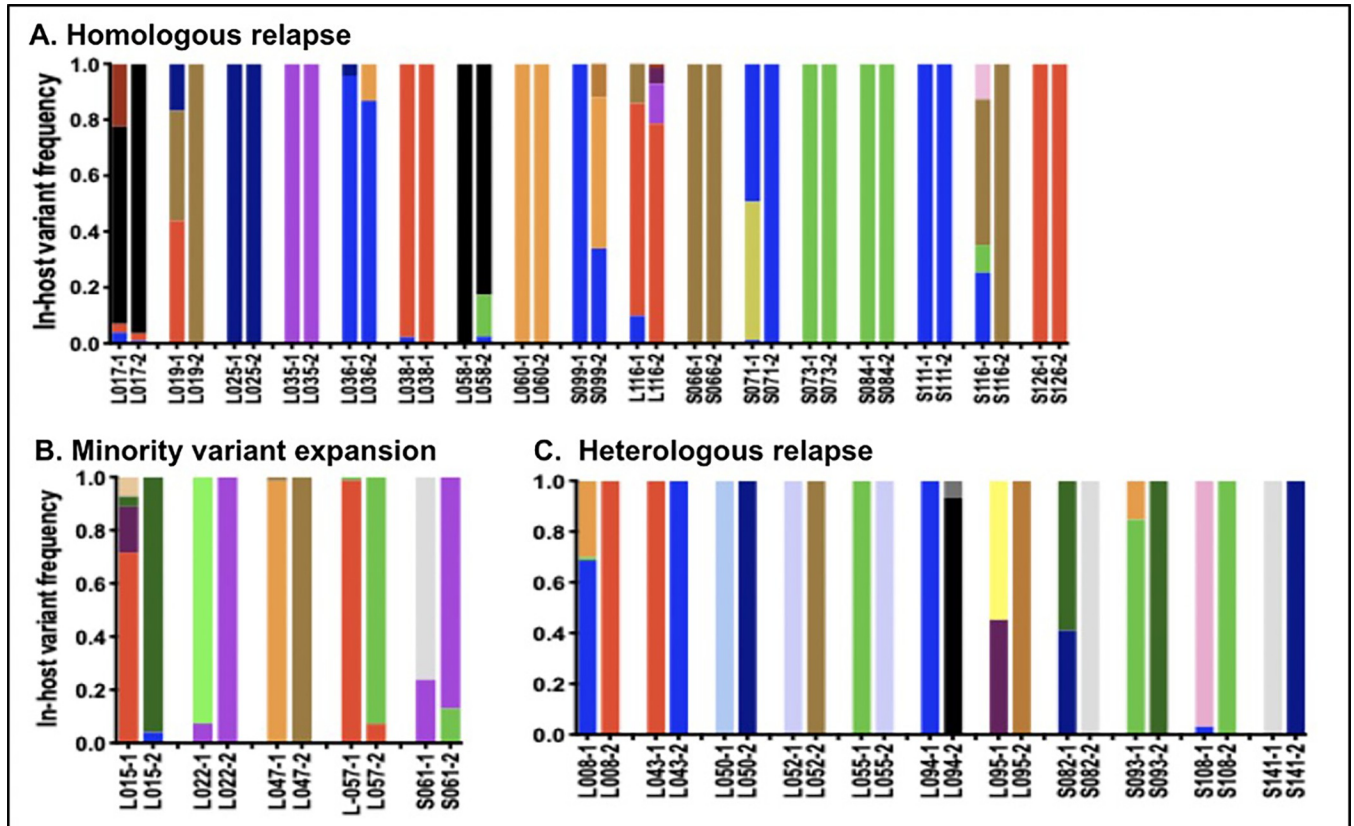 A. Homologous relapse
In-host variant frequency
1.0
0.8
0.6
0.4
0.2
0.0
L017-1
L017-2
L019-1
L019-2
L025-1
L025-2
L035-1
L035-2
L036-1
L036-2
L038-1
L038-1
L058-1
L058-2
L060-1
L060-2
S099-1
S099-2
L116-1
L116-2
S066-1
S066-2
S071-1
S071-2
S073-1
S073-2
S084-1
S084-2
S111-1
S111-2
S116-1
S116-2
S126-1
S126-2
B. Minority variant expansion
In-host variant frequency
1.0
0.8
0.6
0.4
0.2
0.0
L015-1
L015-2
L022-1
L022-2
L047-1
L047-2
L-057-1
L057-2
S061-1
S061-2
C. Heterologous relapse
1.0
0.8
0.6
0.4
0.2
0.0
L008-1
L008-2
L043-1
L043-2
L050-1
L050-2
L052-1
L052-2
L055-1
L055-2
L094-1
L094-2
L095-1
L095-2
S082-1
S082-2
S093-1
S093-2
S108-1
S108-2
S141-1
S141-2